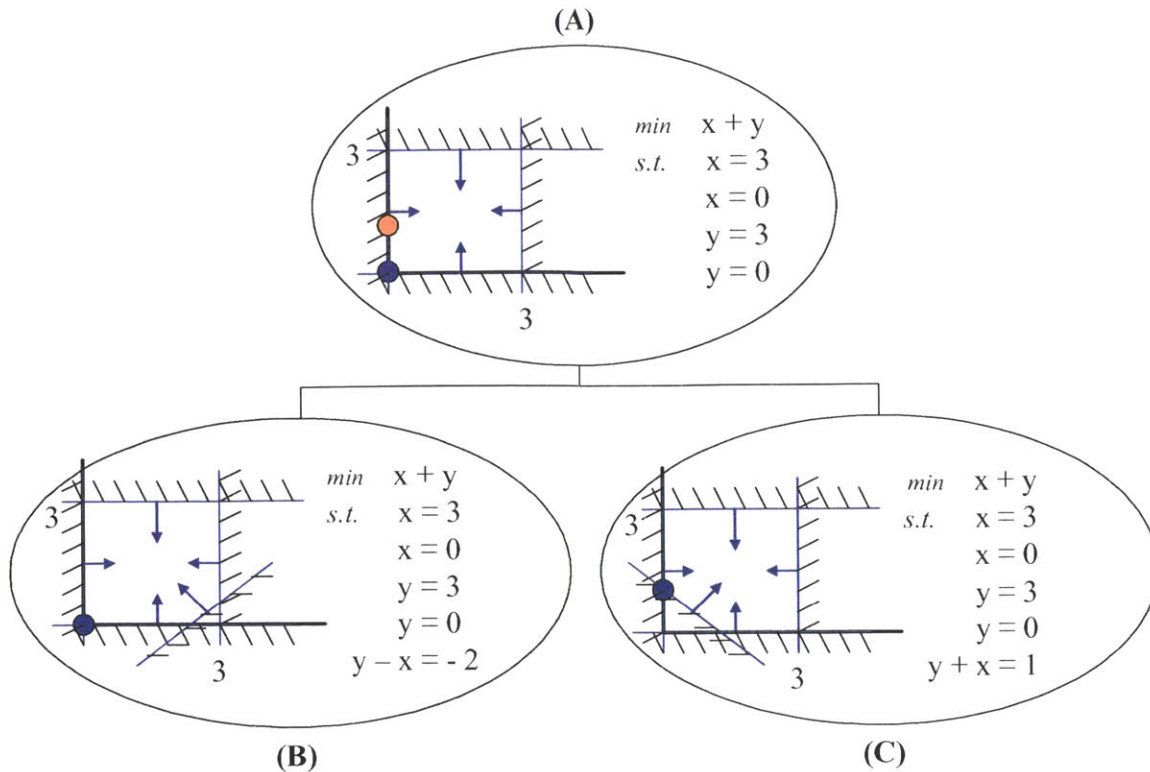 (A)
min x + y
3
s.t. x = 3
x = 0
y = 3
y = 0
3
min x + y
3
s.t. x = 3
x = 0
y = 3
y = 0
3
y – x = - 2
(B)
min x + y
3
s.t. x = 3
x = 0
y = 3
y = 0
3
y + x = 1
(C)